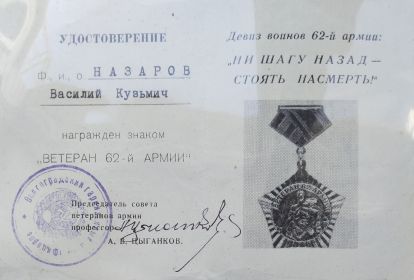 УДОСТОВЕРЕНИЕ
Ф, и, о НАЗАРОВ
Василий Кузьмич
награжден знаком
"ВЕТЕРАН 62-й АРМИИ"
Председатель совета
ветеранов армии
профессор
А. В. ЦЫГАНКОВ.
Девиз воинов 62-й армии:
„НИ ШАГУ НАЗАД —
СТОЯТЬ НАСМЕРТЬ!"